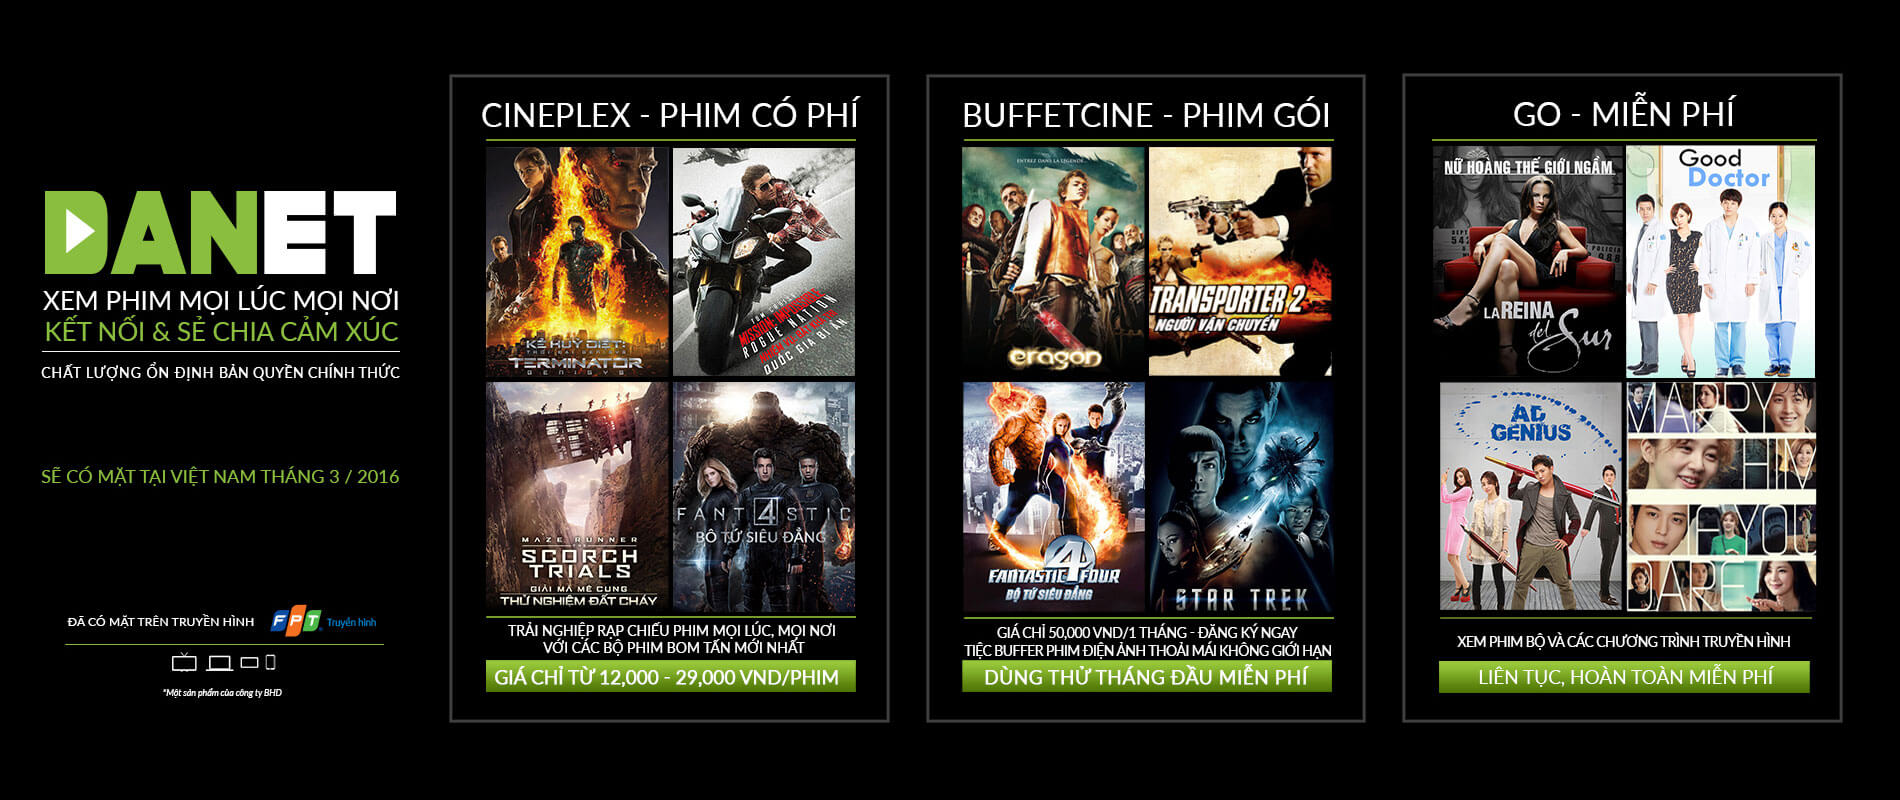 DANET
XEM PHIM MỌI LÚC MỌI NƠI
KẾT NỐI & SẺ CHIA CẢM XÚC
CHẤT LƯỢNG ỔN ĐỊNH BẢN QUYỀN CHÍNH THỨC
SẼ CÓ MẶT TẠI VIỆT NAM THÁNG 3 / 2016
ĐÃ CÓ MẶT TRÊN TRUYỀN HÌNH
FPT Truyền hình
*Một sản phẩm của công ty BHD
CINEPLEX - PHIM CÓ PHÍ
KẺ HUỶ DIỆT:
TERMINATOR
GENISYS
MISSION: IMPOSSIBLE
ROGUE NATION
QUỐC GIA BÍ ẨN
MAZE RUNNER
SCORCH
TRIALS
GIẢI MÃ MÊ CUNG
THỬ NGHIỆM ĐẤT CHÁY
FANT4STIC
BỘ TỨ SIÊU ĐẲNG
TRẢI NGHIỆP RẠP CHIẾU PHIM MỌI LÚC, MỌI NƠI
VỚI CÁC BỘ PHIM BOM TẤN MỚI NHẤT
GIÁ CHỈ TỪ 12,000 - 29,000 VND/PHIM
BUFFETCINE - PHIM GÓI
ENTREZ DANS LA LÉGENDE...
eragon
TRANSPORTER 2
NGƯỜI VẬN CHUYỂN
4
FANTASTIC FOUR
BỘ TỨ SIÊU ĐẲNG
STAR TREK
GIÁ CHỈ 50,000 VND/1 THÁNG - ĐĂNG KÝ NGAY
TIỆC BUFFER PHIM ĐIỆN ẢNH THOẢI MÁI KHÔNG GIỚI HẠN
DÙNG THỬ THÁNG ĐẦU MIỄN PHÍ
GO - MIỄN PHÍ
NỮ HOÀNG THẾ GIỚI NGẦM
LA REINA
del Sur
Good
Doctor
AD
GENIUS
MARRY
HIM
IF YOU
DARE
XEM PHIM BỘ VÀ CÁC CHƯƠNG TRÌNH TRUYỀN HÌNH
LIÊN TỤC, HOÀN TOÀN MIỄN PHÍ